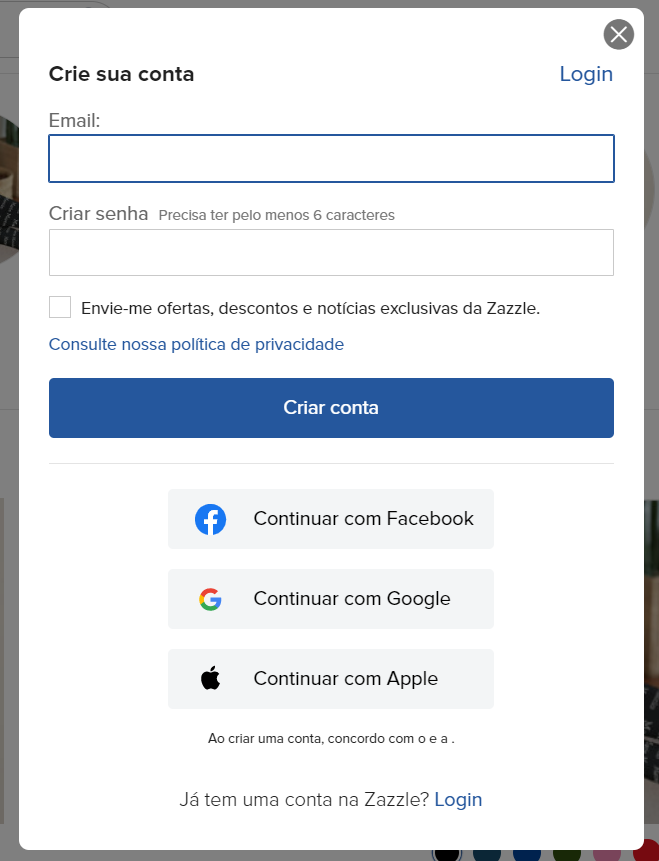 Crie sua conta
Login
Email:
Criar senha Precisa ter pelo menos 6 caracteres
Envie-me ofertas, descontos e notícias exclusivas da Zazzle.
Consulte nossa política de privacidade
Criar conta
Continuar com Facebook
Continuar com Google
Continuar com Apple
Ao criar uma conta, concordo com o e a .
Já tem uma conta na Zazzle? Login